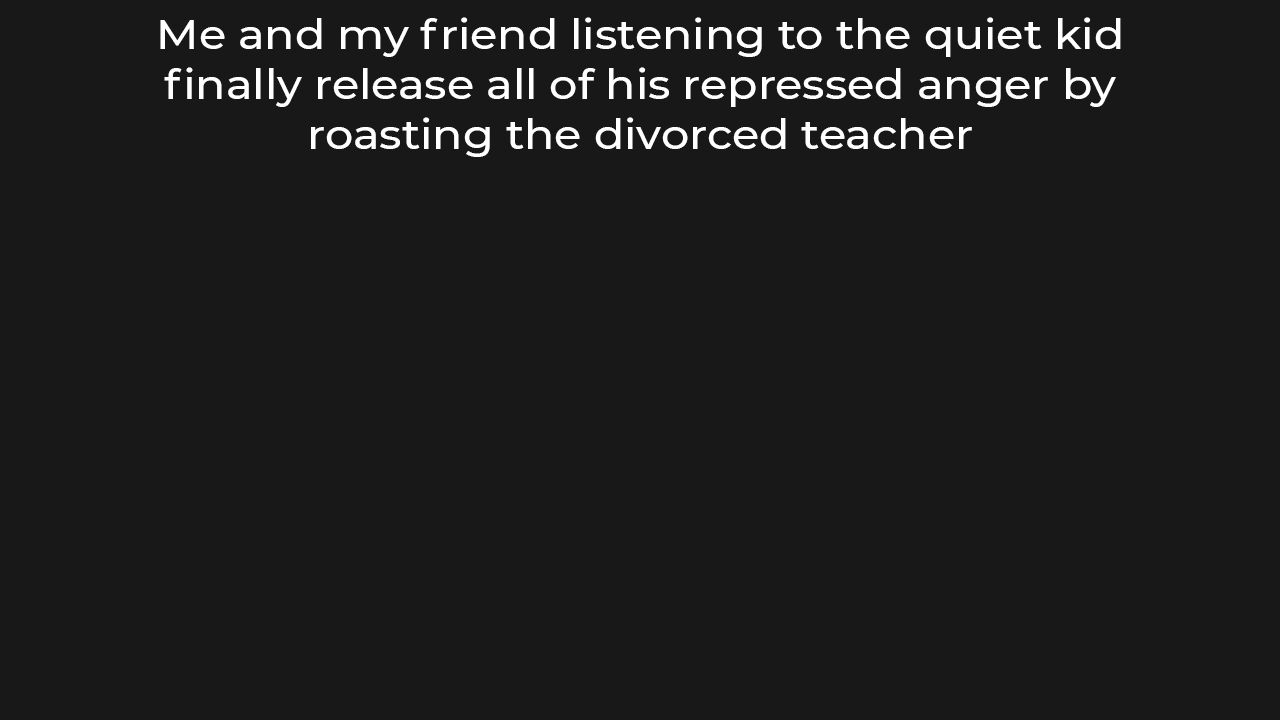 Me and my friend listening to the quiet kid
finally release all of his repressed anger by
roasting the divorced teacher